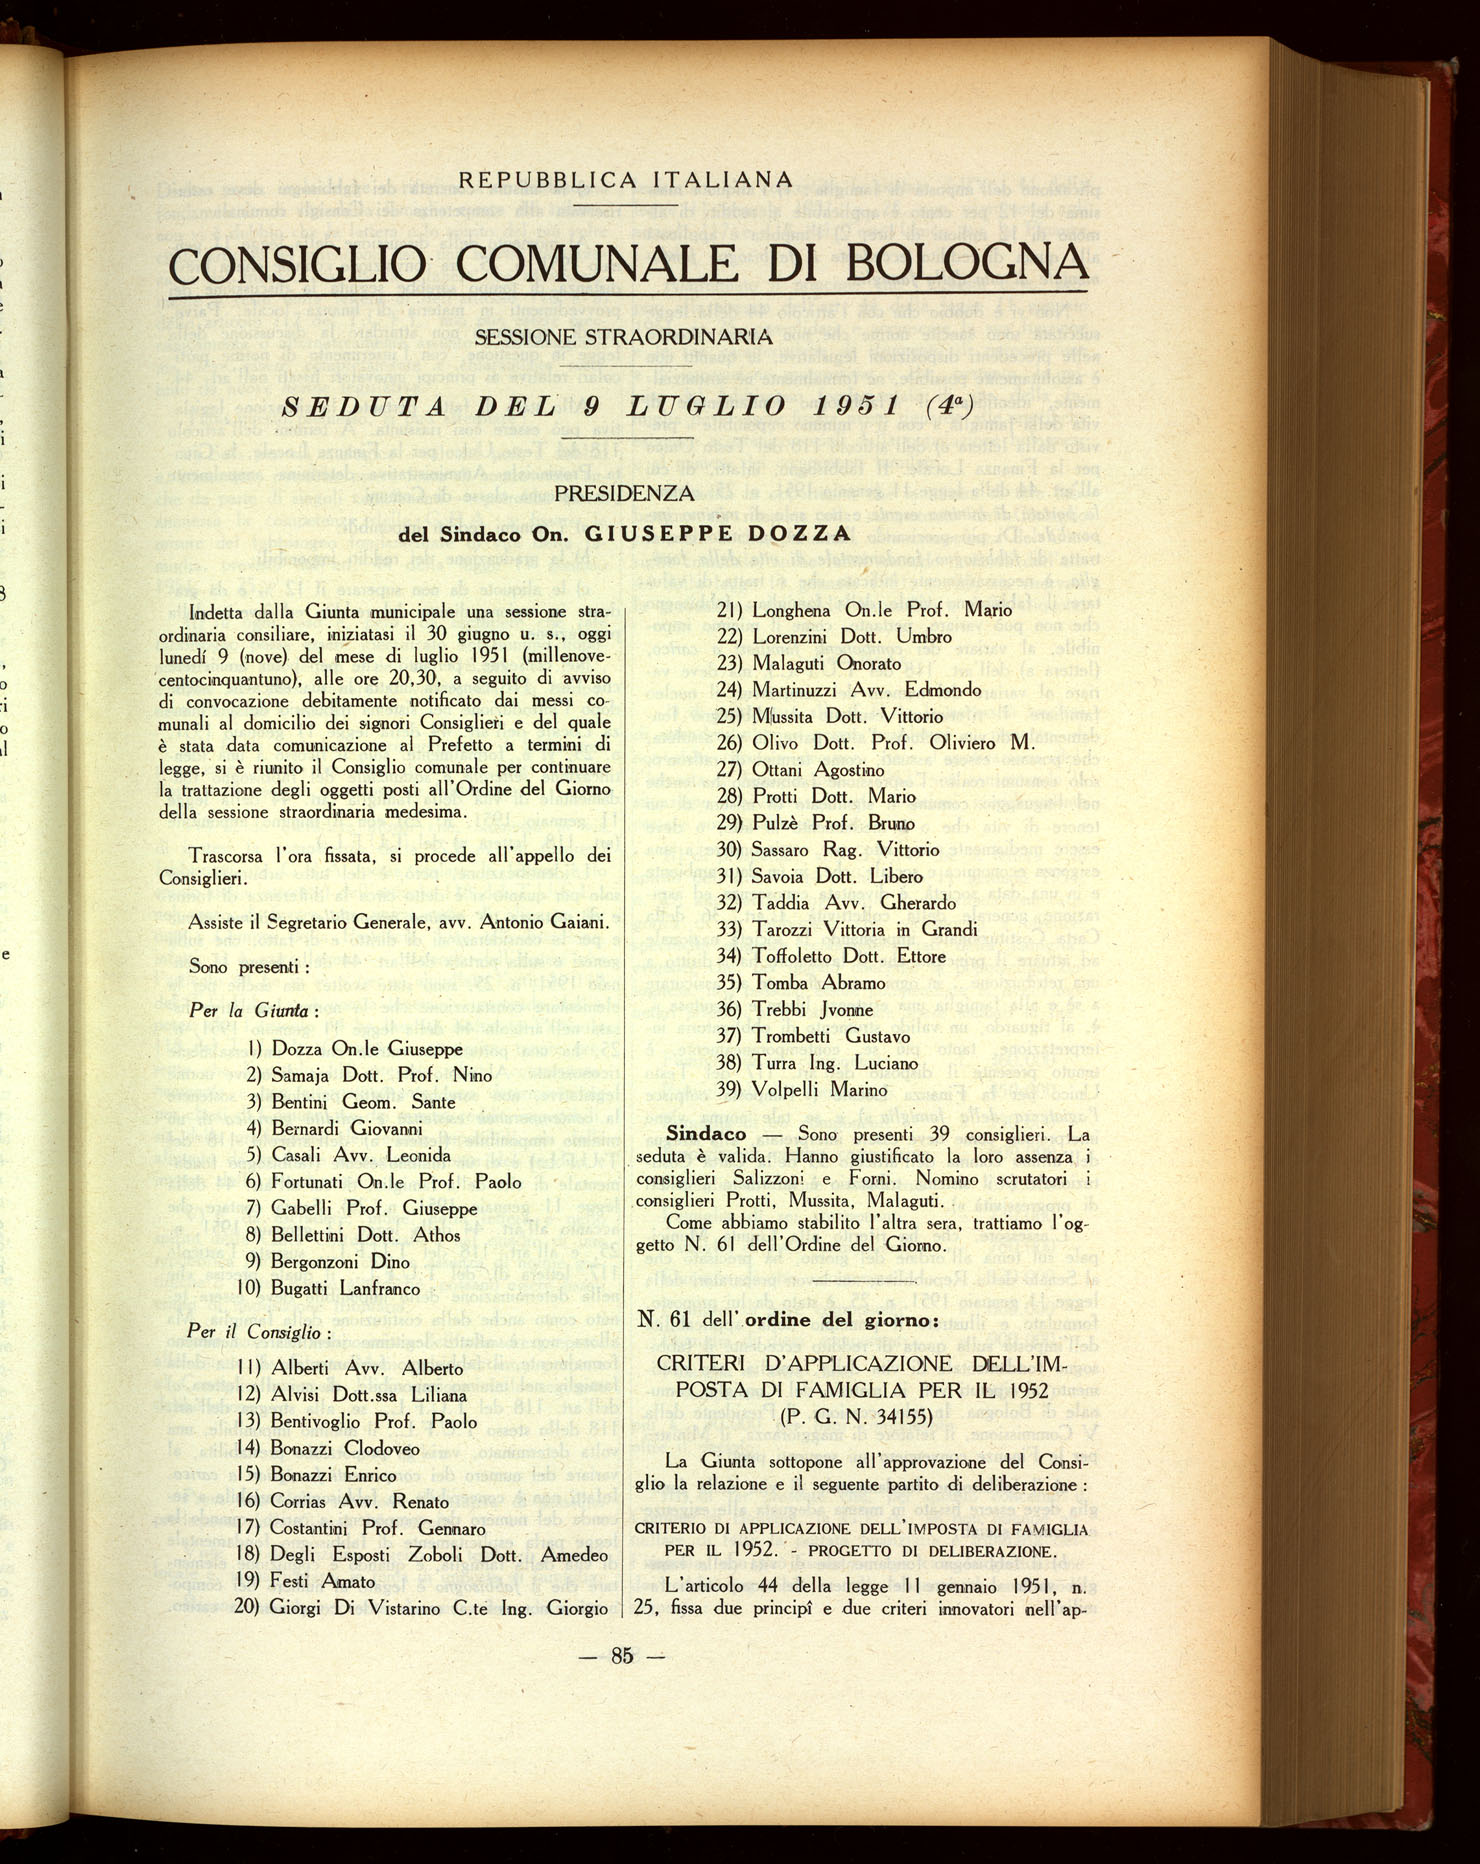 REPUBBLICA ITALIANA
CONSIGLIO COMUNALE DI BOLOGNA
SESSIONE STRAORDINARIA
SEDUTA DEL 9 LUGLIO 1951 (4ª)
PRESIDENZA
del Sindaco On. GIUSEPPE DOZZA
Indetta dalla Giunta municipale una sessione stra-
ordinaria consiliare, iniziatasi il 30 giugno u. s., oggi
lunedí 9 (nove) del mese di luglio 1951 (millenove-
centocinquantuno), alle ore 20,30, a seguito di avviso
di convocazione debitamente notificato dai messi co-
munali al domicilio dei signori Consiglieri e del quale
è stata data comunicazione al Prefetto a termini di
legge, si è riunito il Consiglio comunale per continuare
la trattazione degli oggetti posti all'Ordine del Giorno
della sessione straordinaria medesima.
Trascorsa l'ora fissata, si procede all'appello dei
Consiglieri.
Assiste il Segretario Generale, avv. Antonio Gaiani.
Sono presenti :
Per la Giunta :
1) Dozza On.le Giuseppe
2) Samaja Dott. Prof. Nino
3) Bentini Geom. Sante
4) Bernardi Giovanni
5) Casali Avv. Leonida
6) Fortunati On.le Prof. Paolo
7) Gabelli Prof. Giuseppe
8) Bellettini Dott. Athos
9) Bergonzoni Dino
10) Bugatti Lanfranco
Per il Consiglio :
11) Alberti Avv. Alberto
12) Alvisi Dott.ssa Liliana
13) Bentivoglio Prof. Paolo
14) Bonazzi Clodoveo
15) Bonazzi Enrico
16) Corrias Avv. Renato
17) Costantini Prof. Gennaro
18) Degli Esposti Zoboli Dott. Amedeo
19) Festi Amato
20) Giorgi Di Vistarino C.te Ing. Giorgio
21) Longhena On.le Prof. Mario
22) Lorenzini Dott. Umbro
23) Malaguti Onorato
24) Martinuzzi Avv. Edmondo
25) Mussita Dott. Vittorio
26) Olivo Dott. Prof. Oliviero M.
27) Ottani Agostino
28) Protti Dott. Mario
29) Pulzè Prof. Bruno
30) Sassaro Rag. Vittorio
31) Savoia Dott. Libero
32) Taddia Avv. Gherardo
33) Tarozzi Vittoria in Grandi
34) Toffoletto Dott. Ettore
35) Tomba Abramo
36) Trebbi Jvonne
37) Trombetti Gustavo
38) Turra Ing. Luciano
39) Volpelli Marino
Sindaco — Sono presenti 39 consiglieri. La
seduta è valida. Hanno giustificato la loro assenza i
consiglieri Salizzoni e Forni. Nomino scrutatori i
consiglieri Protti, Mussita, Malaguti.
Come abbiamo stabilito l'altra sera, trattiamo l'og-
getto N. 61 dell'Ordine del Giorno.
N. 61 dell'ordine del giorno:
CRITERI D'APPLICAZIONE DELL'IM-
POSTA DI FAMIGLIA PER IL 1952
(P. G. N. 34155)
La Giunta sottopone all'approvazione del Consi-
glio la relazione e il seguente partito di deliberazione :
CRITERIO DI APPLICAZIONE DELL'IMPOSTA DI FAMIGLIA
PER IL 1952. - PROGETTO DI DELIBERAZIONE.
L'articolo 44 della legge 11 gennaio 1951, n.
25, fissa due principî e due criteri innovatori nell'ap-
— 85 —